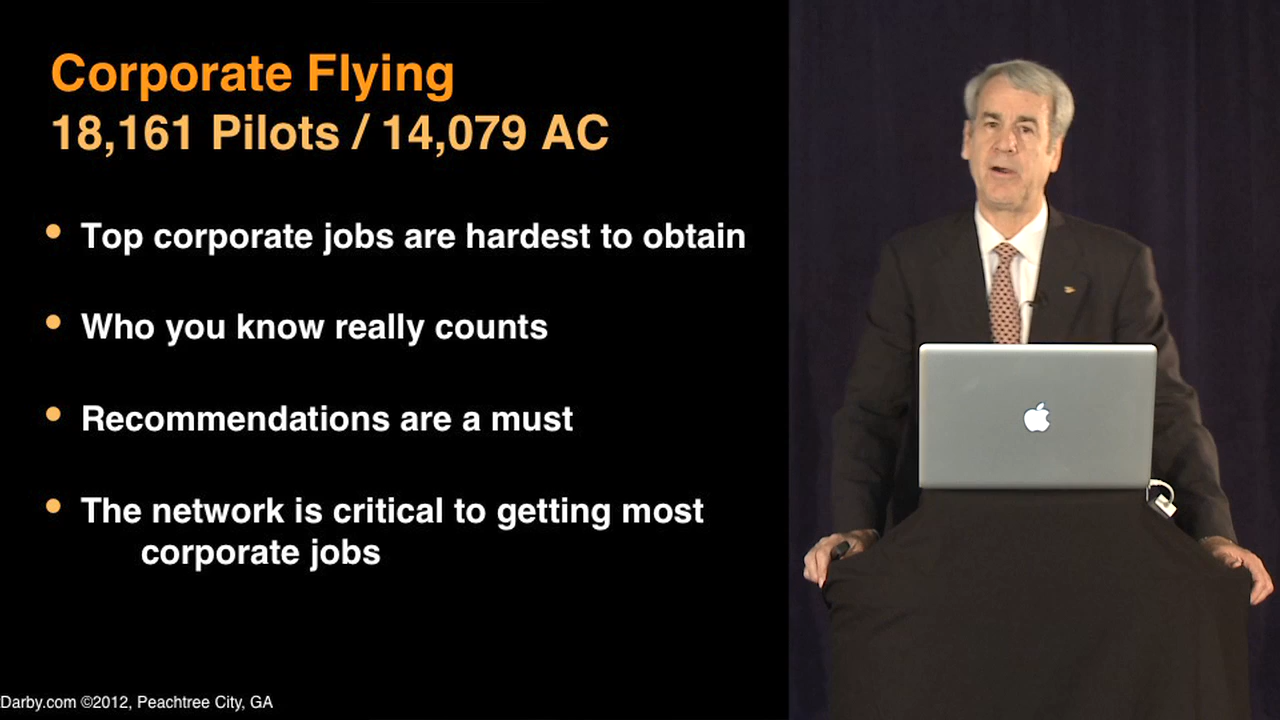 Corporate Flying
18,161 Pilots / 14,079 AC
• Top corporate jobs are hardest to obtain
• Who you know really counts
• Recommendations are a must
• The network is critical to getting most
corporate jobs
Darby.com ©2012, Peachtree City, GA